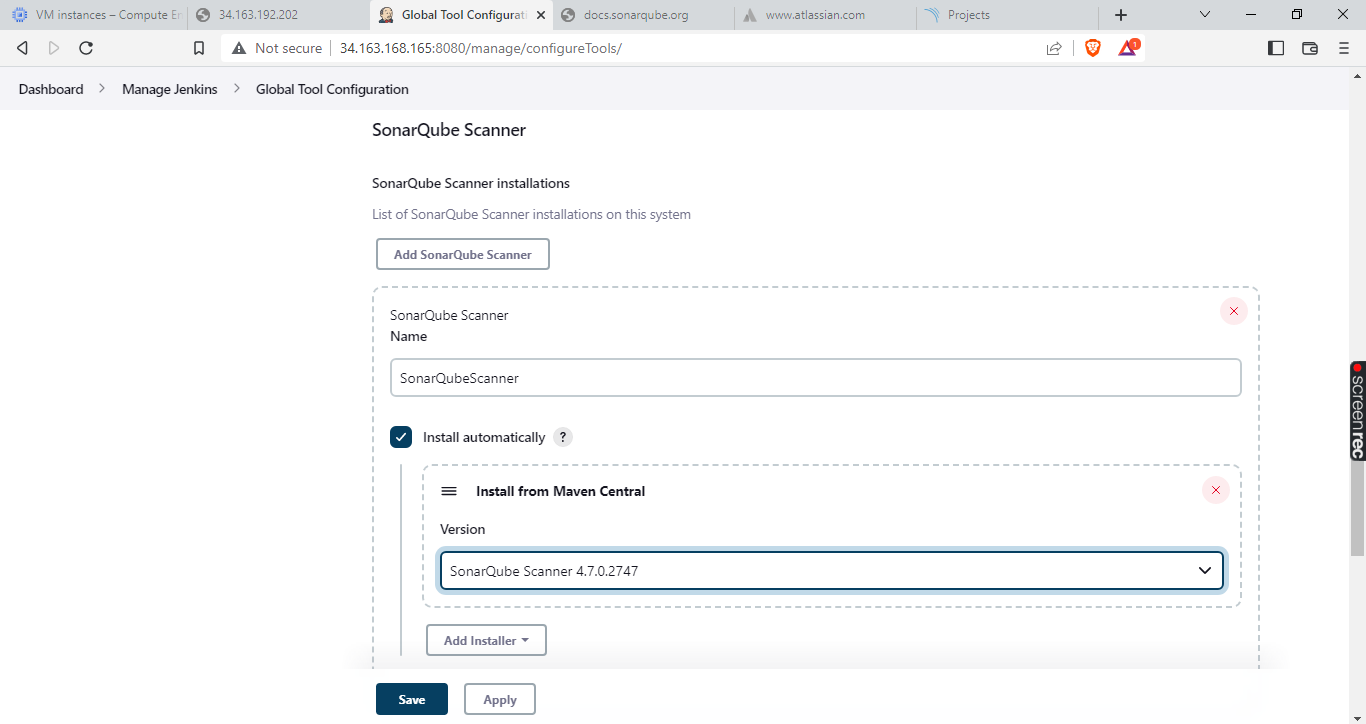 VM instances – Compute En
34.163.192.202
Global Tool Configurati
docs.sonarqube.org
www.atlassian.com
Projects
Not secure
34.163.168.165:8080/manage/configureTools/
1
Dashboard
Manage Jenkins
Global Tool Configuration
SonarQube Scanner
SonarQube Scanner installations
List of SonarQube Scanner installations on this system
Add SonarQube Scanner
SonarQube Scanner
Name
SonarQubeScanner
Install automatically ?
Install from Maven Central
Version
SonarQube Scanner 4.7.0.2747
Add Installer
Save
Apply
screenrec